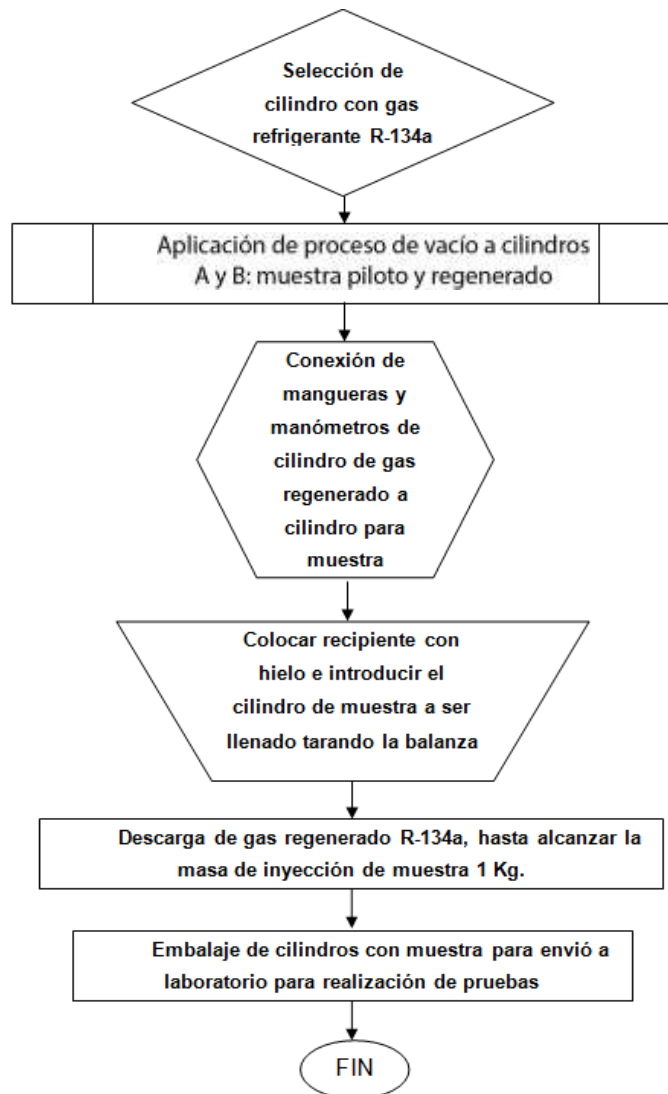 Selección de
cilindro con gas
refrigerante R-134a
Aplicación de proceso de vacío a cilindros
A y B: muestra piloto y regenerado
Conexión de
mangueras y
manómetros de
cilindro de gas
regenerado a
cilindro para
muestra
Colocar recipiente con
hielo e introducir el
cilindro de muestra a ser
llenado tarando la balanza
Descarga de gas regenerado R-134a, hasta alcanzar la
masa de inyección de muestra 1 Kg.
Embalaje de cilindros con muestra para envió a
laboratorio para realización de pruebas
FIN